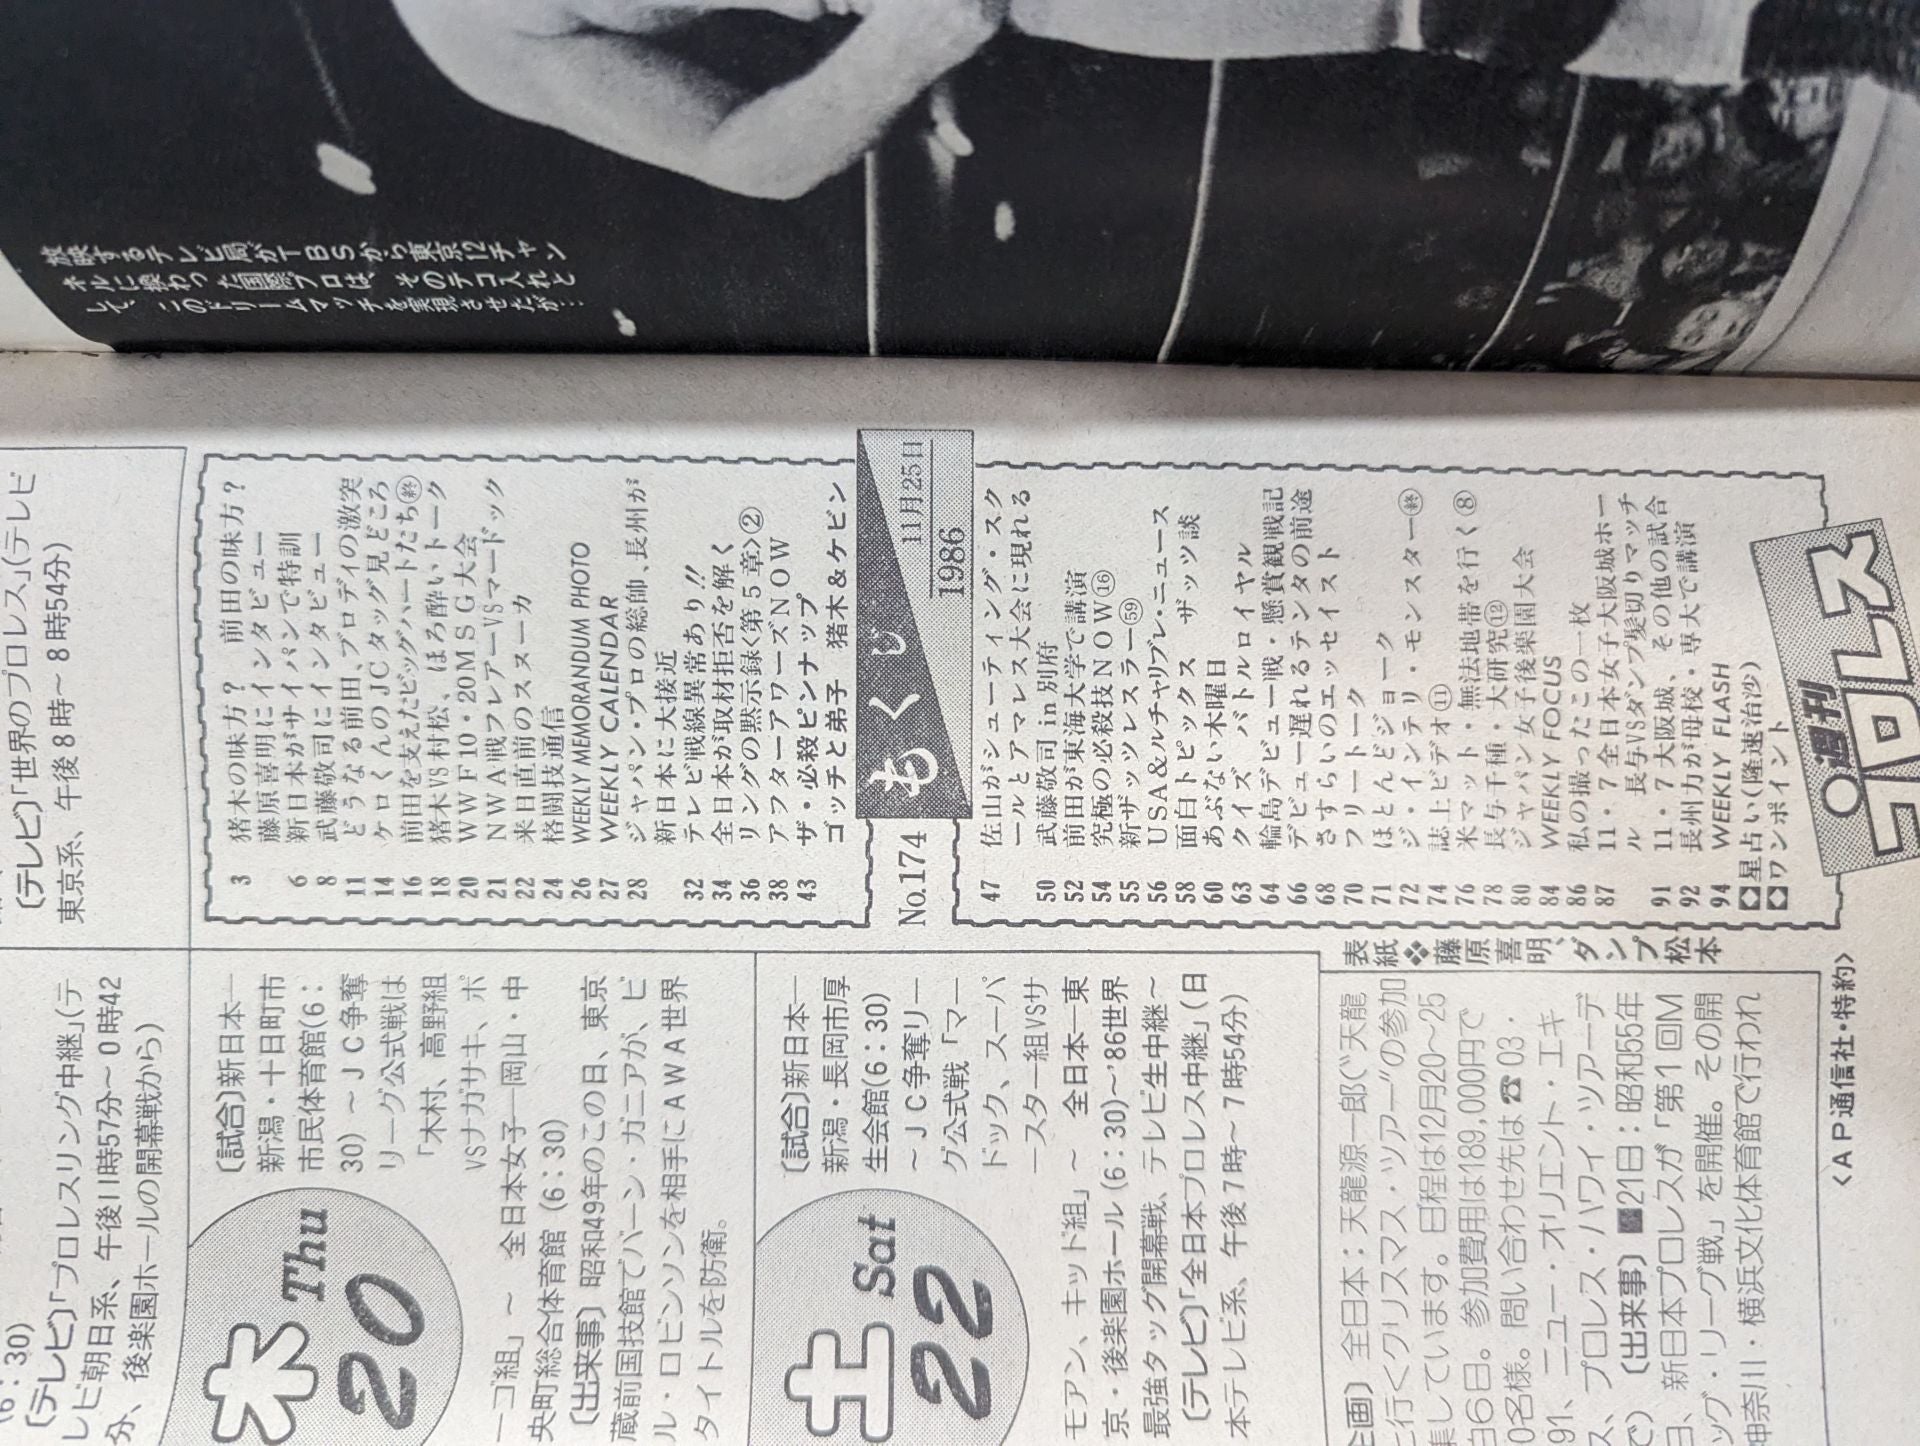 放映するテレビ局がTBSから東京12チャン
ネルに換わった国際プロは、そのテコ入れと
して、このドリームマッチを実現させたが…
(テレビ)「世界のプロレス」(テレビ
東京系、午後8時〜8時54分)
3 猪木の味方? 前田の味方?
藤原喜明にインタビュー
6 新日本がサイパンで特訓
8 武藤敬司にインタビュー
11 どうなる前田、ブロディの激突
14 ケロくんのJCタッグ見どころ
16 前田を支えたビッグハートたち㊡
18 猪木VS村松、ほろ酔いトーク
20 WWF10・20MSG大会
21 NWA戦フレアーVSマードック
22 来日直前のスヌーカ
24 格闘技通信
26 WEEKLY MEMORANDUM PHOTO
27 WEEKLY CALENDAR
28 ジャパン・プロの総帥、長州が
新日本に大接近
32 テレビ戦線異常あり!!
34 全日本が取材拒否を解く
36 リングの黙示録〈第5章〉②
38 アフターアワーズNOW
43 ザ・必殺ピンナップ
ゴッチと弟子 猪木&ケビン
No.174
もくじ
1986
11月25日
47 佐山がシューティング・スク
ールとアマレス大会に現れる
50 武藤敬司 in 別府
52 前田が東海大学で講演
54 究極の必殺技NOW⑯
55 新ザッツレスラー㊾
56 USA&ルチャリブレ・ニュース
58 面白トピックス ザッツ談
60 あぶない木曜日
63 クイズ バトルロイヤル
64 輪島デビュー戦・懸賞観戦記
66 デビュー遅れるテンタの前途
68 さすらいのエッセイスト
70 フリートーク
71 ほとんどジョーク
72 ジ・インテリ・モンスター㊡
74 誌上ビデオ⑪
76 米マット・無法地帯を行く⑧
78 長与千種・大研究⑫
80 ジャパン女子後楽園大会
84 WEEKLY FOCUS
86 私の撮ったこの一枚
87 11・7全日本女子大阪城ホー
ル 長与VSダンプ髪切りマッチ
91 11・7大阪城、その他の試合
92 長州力が母校・専大で講演
94 WEEKLY FLASH
星占い(隆速治沙)
ワンポイント
週刊
プロレス
表紙❖藤原喜明、ダンプ松本
<AP通信社・特約>
(6:30)
(テレビ)「プロレスリング中継」(テ
レビ朝日系、午後11時57分〜0時42
分、後楽園ホールの開幕戦から)
木 Thu
20
(試合)新日本—
新潟・十日町市
市民体育館(6:
30)〜JC争奪
リーグ公式戦は
「木村、高野組
VSナガサキ、ポ
ーゴ組」〜 全日本女子—岡山・中
央町総合体育館(6:30)
(出来事)昭和49年のこの日、東京
蔵前国技館でバーン・ガニアが、ビ
ル・ロビンソンを相手にAWA世界
タイトルを防衛。
土 Sat
22
(試合)新日本—
新潟・長岡市厚
生会館(6:30)
〜JC争奪リー
グ公式戦「マー
ドック、スーパ
ースター組VSサ
モアン、キッド組」〜 全日本—東
京・後楽園ホール(6:30)〜'86世界
最強タッグ開幕戦、テレビ生中継〜
(テレビ)「全日本プロレス中継」(日
本テレビ系、午後7時〜7時54分)
企画)全日本：天龍源一郎(“天龍
と行くクリスマス・ツアー”の参加
集しています。日程は12月20〜25
白6日。参加費用は189,000円で
0名様。問い合わせ先は☎03・
91、ニュー・オリエント・エキ
ス、プロレス・ハワイ・ツアーデ
で)(出来事)■21日：昭和55年
日、新日本プロレスが「第1回M
ッグ・リーグ戦」を開催。その開
神奈川・横浜文化体育館で行われ